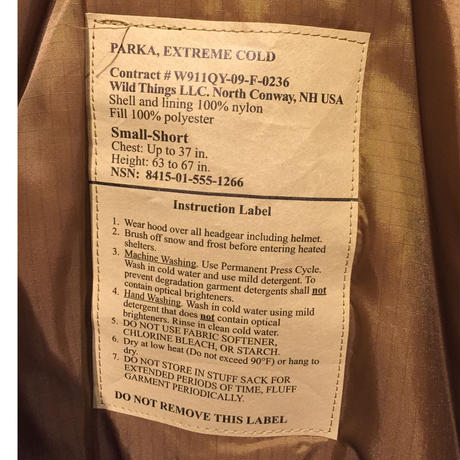 PARKA, EXTREME COLD
Contract # W911QY-09-F-0236
Wild Things LLC. North Conway, NH USA
Shell and lining 100% nylon
Fill 100% polyester
Small-Short
Chest: Up to 37 in.
Height: 63 to 67 in.
NSN: 8415-01-555-1266
Instruction Label
1. Wear hood over all headgear including helmet.
2. Brush off snow and frost before entering heated
shelters.
3. Machine Washing. Use Permanent Press Cycle.
Wash in cold water and use mild detergent. To
prevent degradation garment detergents shall not
contain optical brighteners.
4. Hand Washing. Wash in cold water using mild
detergent that does not contain optical
brighteners. Rinse in clean cold water.
5. DO NOT USE FABRIC SOFTENER,
CHLORINE BLEACH, OR STARCH.
6. Dry at low heat (Do not exceed 90°F) or hang to
dry.
7. DO NOT STORE IN STUFF SACK FOR
EXTENDED PERIODS OF TIME, FLUFF
GARMENT PERIODICALLY.
DO NOT REMOVE THIS LABEL